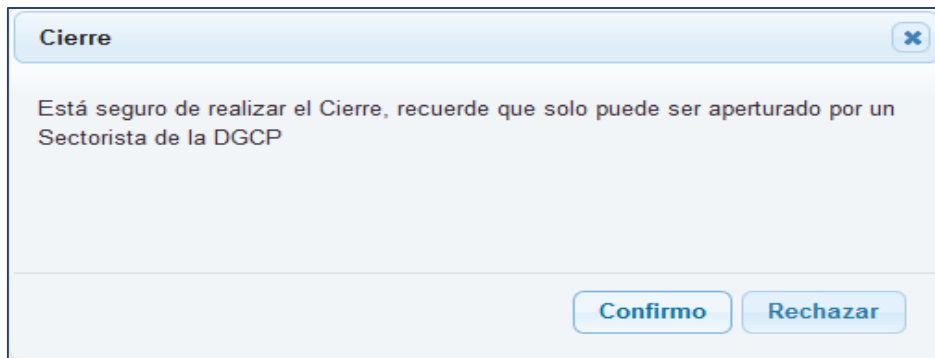 Cierre
Está seguro de realizar el Cierre, recuerde que solo puede ser aperturado por un
Sectorista de la DGCP
Confirmo Rechazar